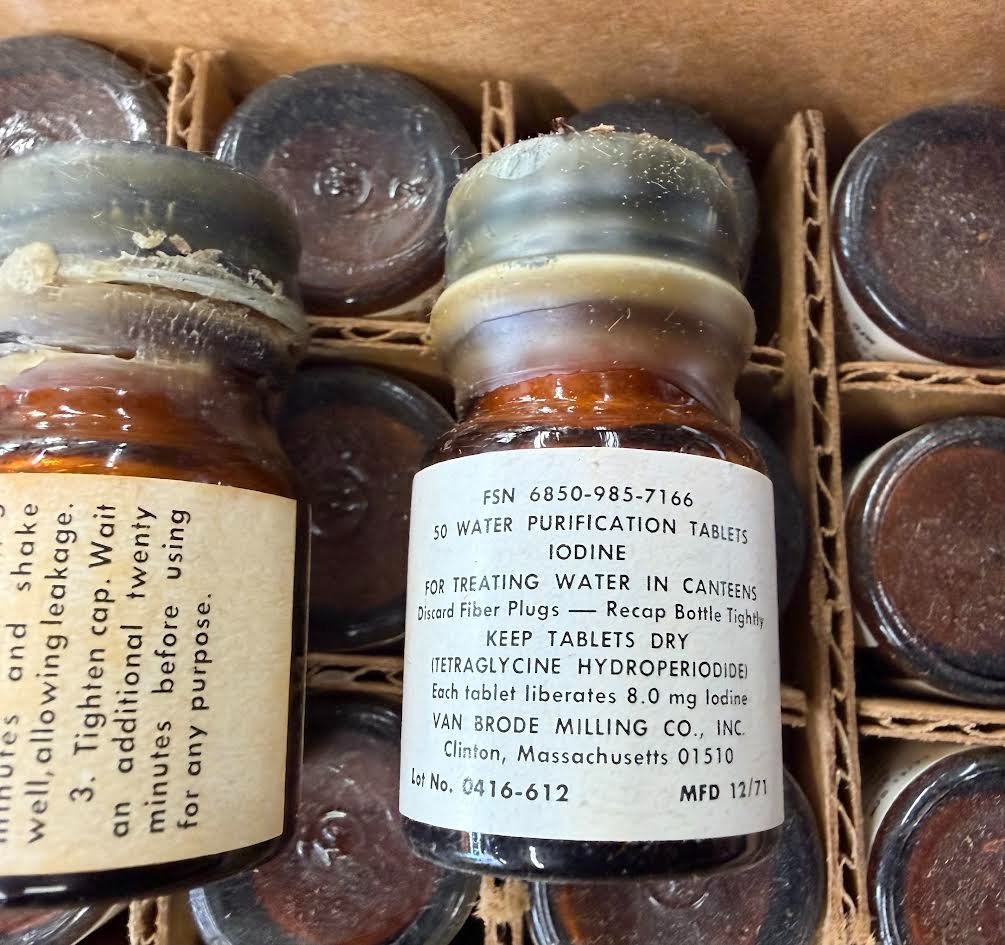 minutes and shake
well, allowing leakage.
3. Tighten cap. Wait
an additional twenty
minutes before using
for any purpose.
FSN 6850-985-7166
50 WATER PURIFICATION TABLETS
IODINE
FOR TREATING WATER IN CANTEENS
Discard Fiber Plugs — Recap Bottle Tightly
KEEP TABLETS DRY
(TETRAGLYCINE HYDROPERIODIDE)
Each tablet liberates 8.0 mg Iodine
VAN BRODE MILLING CO., INC.
Clinton, Massachusetts 01510
Lot No. 0416-612 MFD 12/71